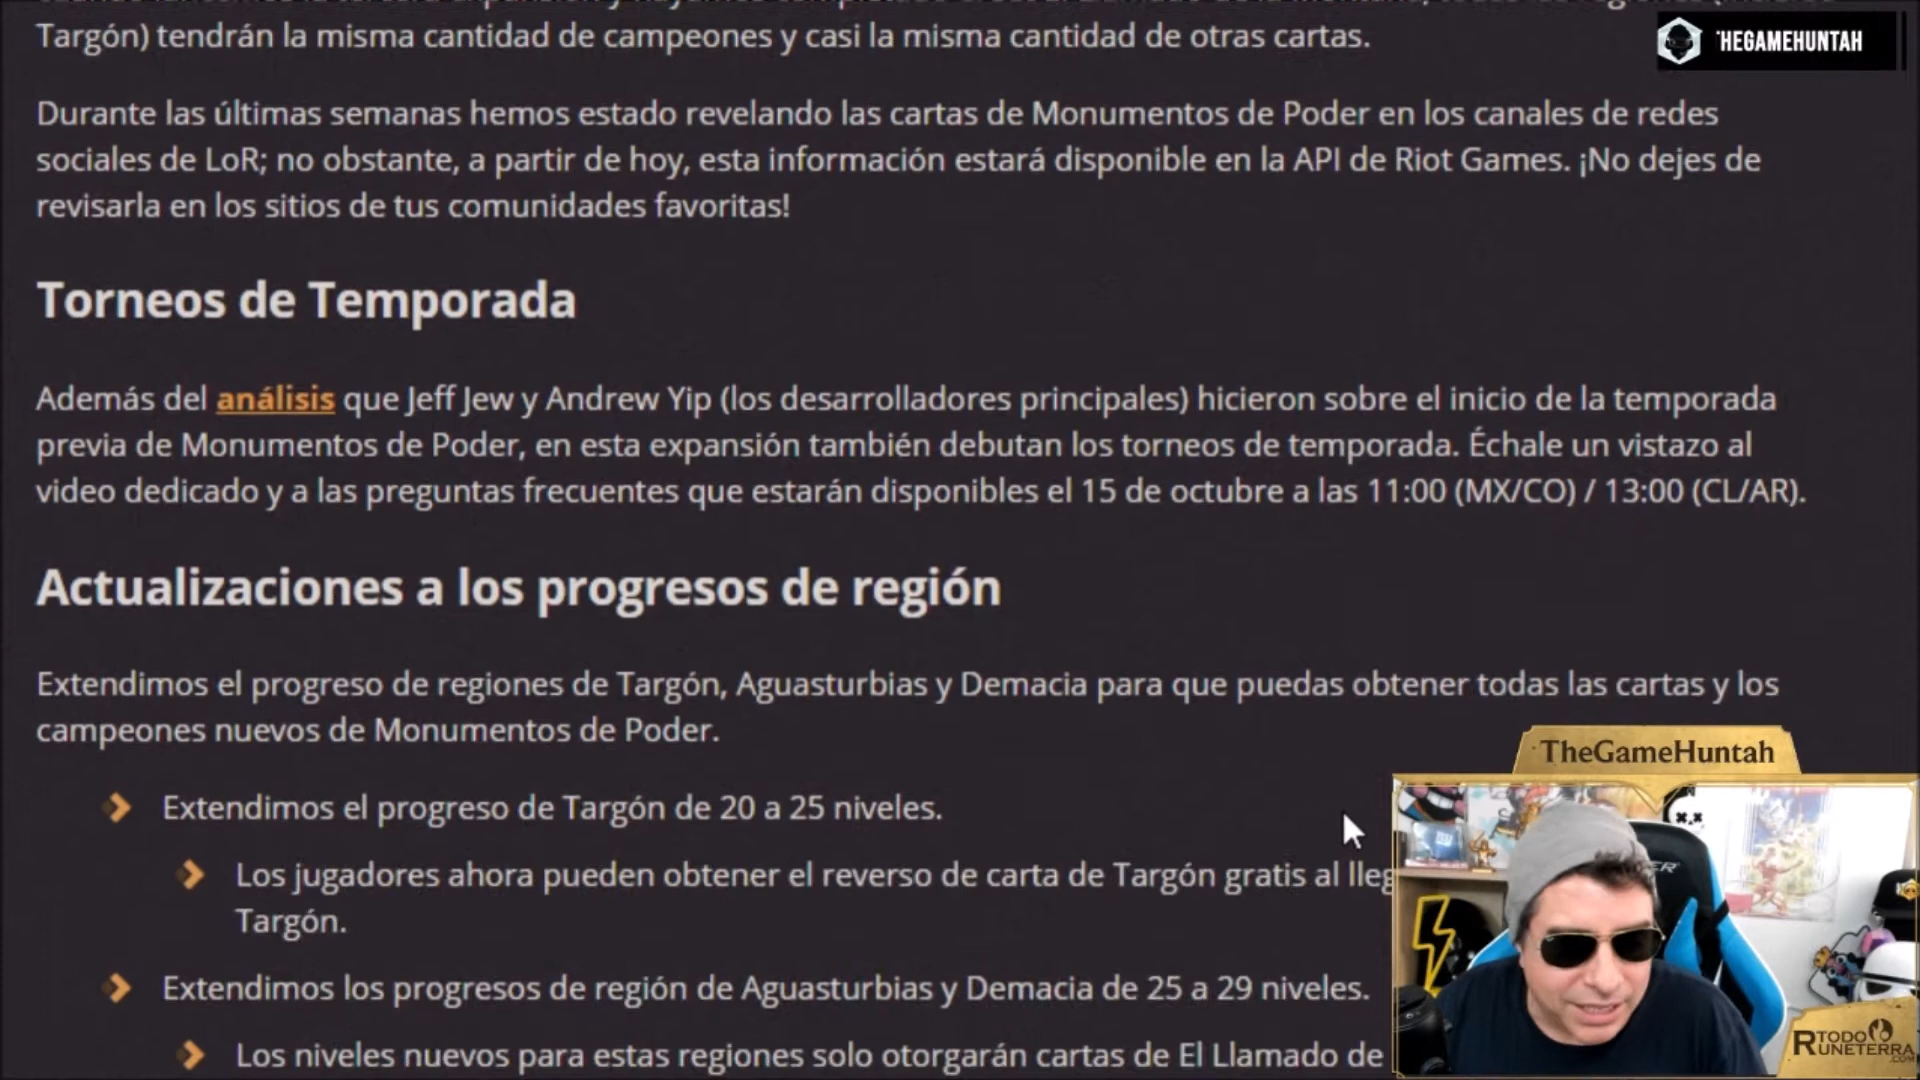 Targón) tendrán la misma cantidad de campeones y casi la misma cantidad de otras cartas.
'HEGAMEHUNTAH
Durante las últimas semanas hemos estado revelando las cartas de Monumentos de Poder en los canales de redes
sociales de LoR; no obstante, a partir de hoy, esta información estará disponible en la API de Riot Games. ¡No dejes de
revisarla en los sitios de tus comunidades favoritas!
Torneos de Temporada
Además del análisis que Jeff Jew y Andrew Yip (los desarrolladores principales) hicieron sobre el inicio de la temporada
previa de Monumentos de Poder, en esta expansión también debutan los torneos de temporada. Échale un vistazo al
video dedicado y a las preguntas frecuentes que estarán disponibles el 15 de octubre a las 11:00 (MX/CO) / 13:00 (CL/AR).
Actualizaciones a los progresos de región
Extendimos el progreso de regiones de Targón, Aguasturbias y Demacia para que puedas obtener todas las cartas y los
campeones nuevos de Monumentos de Poder.
TheGameHuntah
Extendimos el progreso de Targón de 20 a 25 niveles.
Los jugadores ahora pueden obtener el reverso de carta de Targón gratis al lleg
Targón.
Extendimos los progresos de región de Aguasturbias y Demacia de 25 a 29 niveles.
Los niveles nuevos para estas regiones solo otorgarán cartas de El Llamado de
TODO
RUNETERRA
.COM